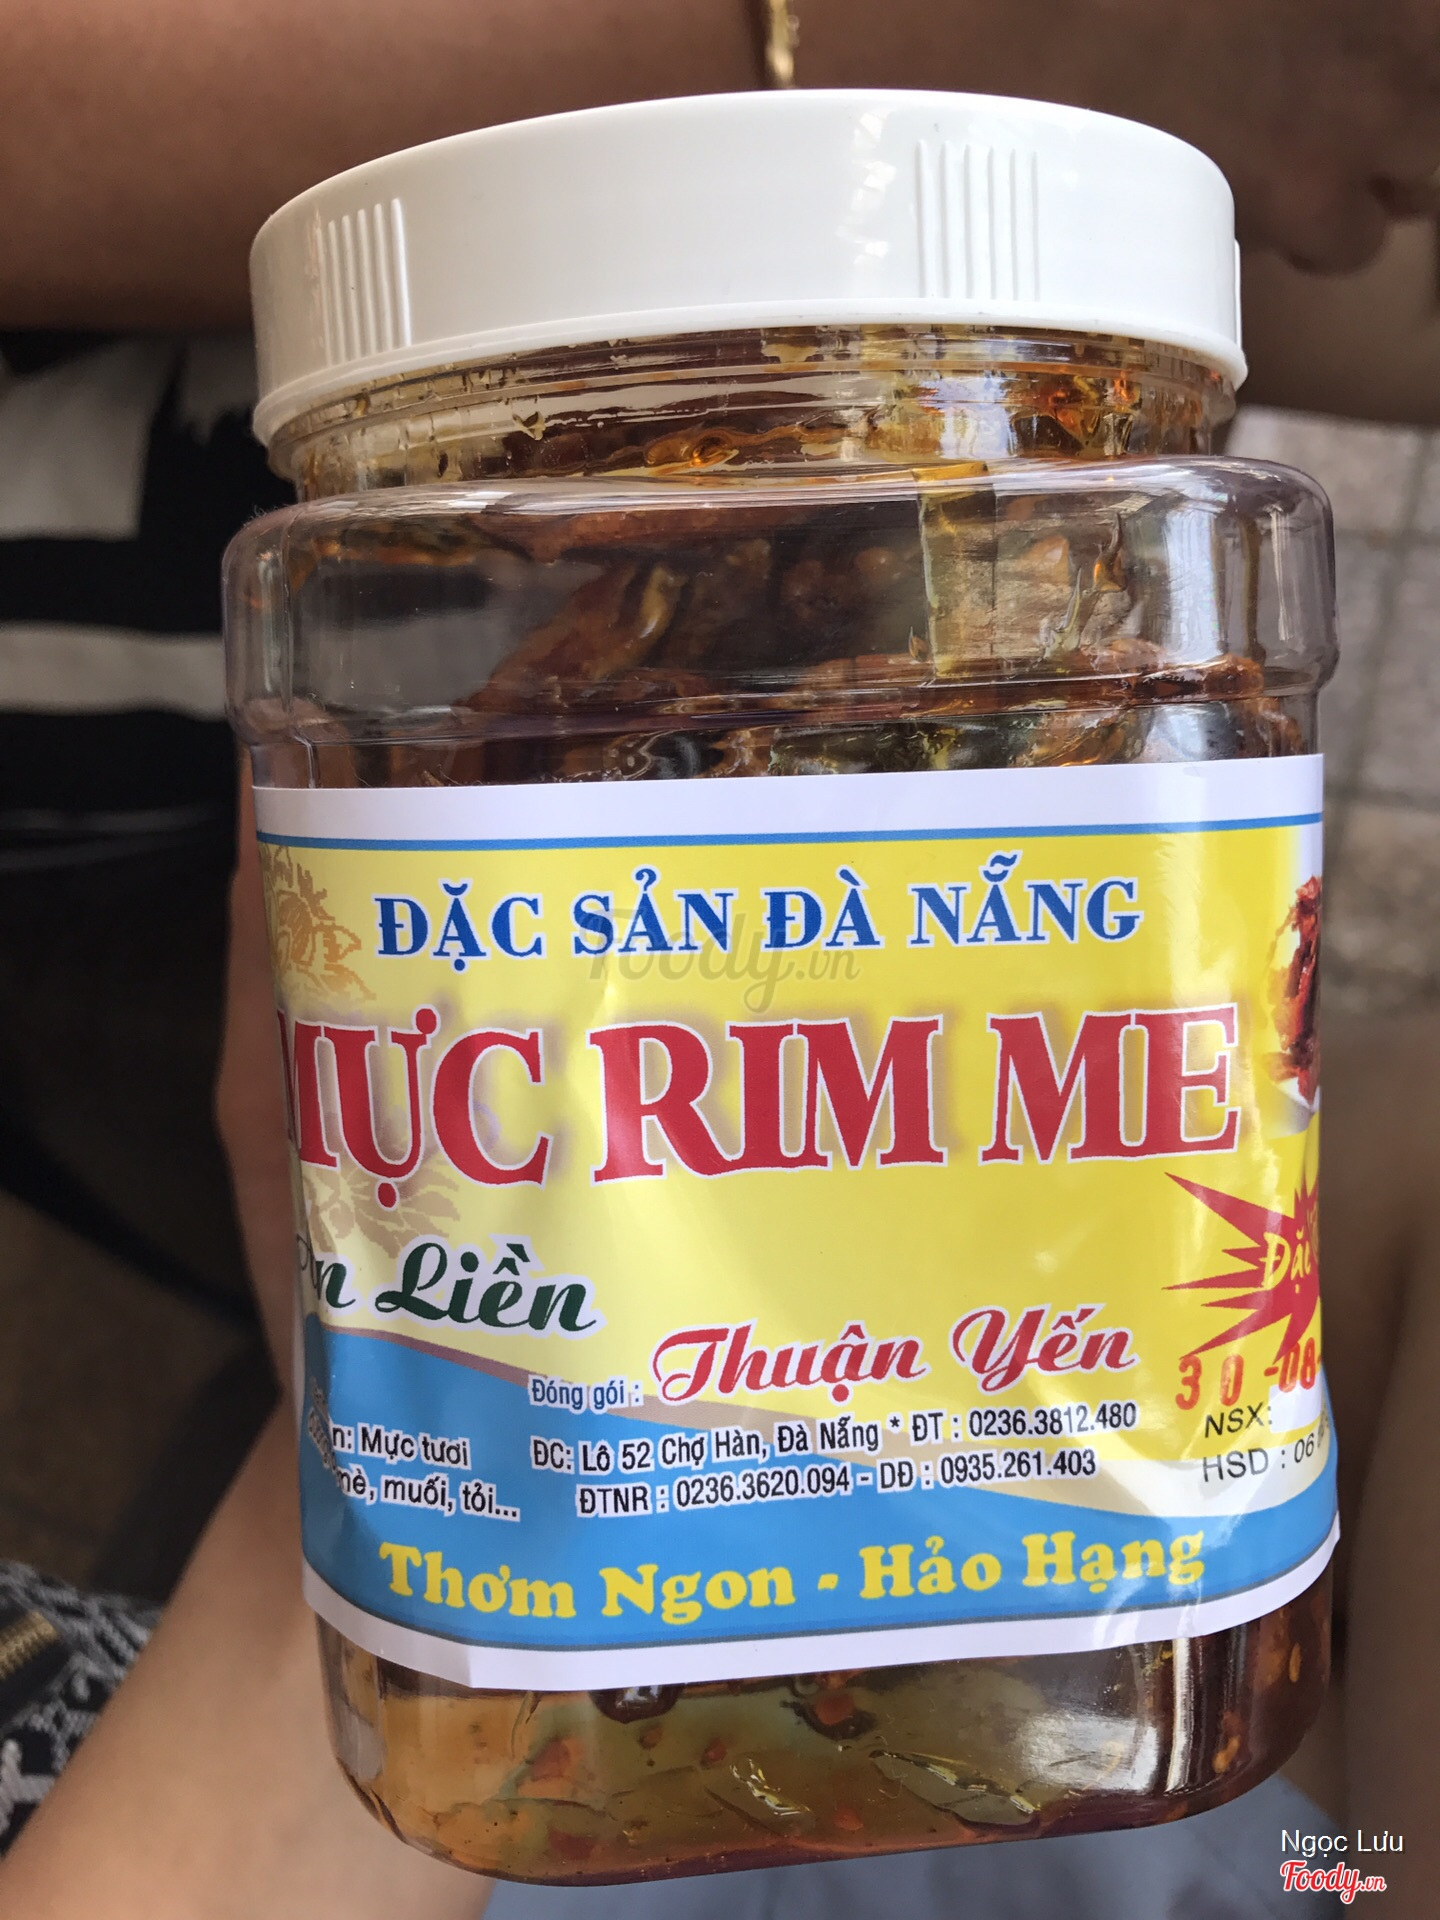 ĐẶC SẢN ĐÀ NẴNG
MỰC RIM ME
Liền
Đóng gói : Thuận Yến
Mực tươi
mè, muối, tỏi...
ĐC: Lô 52 Chợ Hàn, Đà Nẵng * ĐT : 0236.3812.480
ĐTNR : 0236.3620.094 - DĐ : 0935.261.403
30-08
NSX:
HSD : 06
Thơm Ngon - Hảo Hạng
Foody.vn
Ngọc Lưu
Foody.vn